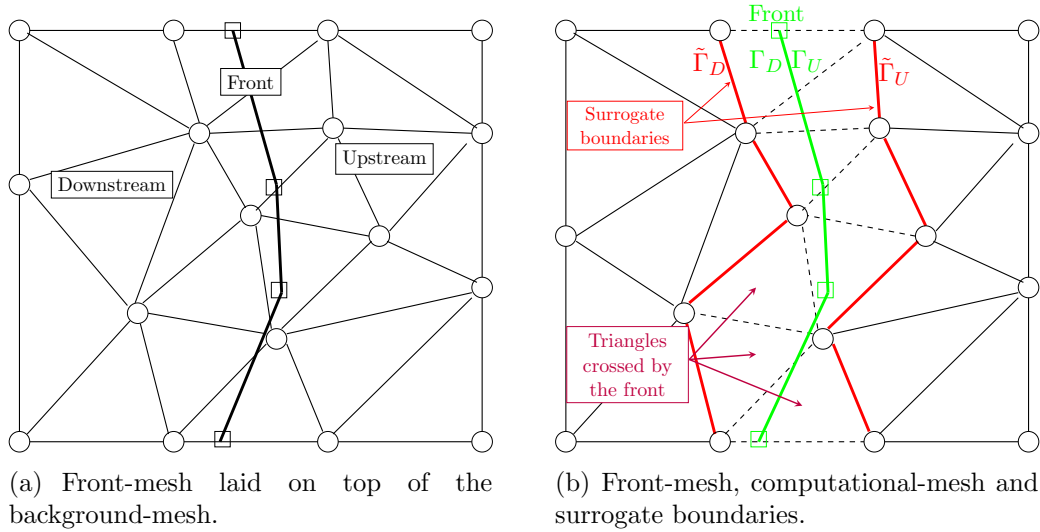 Front
Upstream
Downstream
(a) Front-mesh laid on top of the
background-mesh.
Front
Γ̃_D Γ_D Γ_U Γ̃_U
Surrogate
boundaries
Triangles
crossed by
the front
(b) Front-mesh, computational-mesh and
surrogate boundaries.